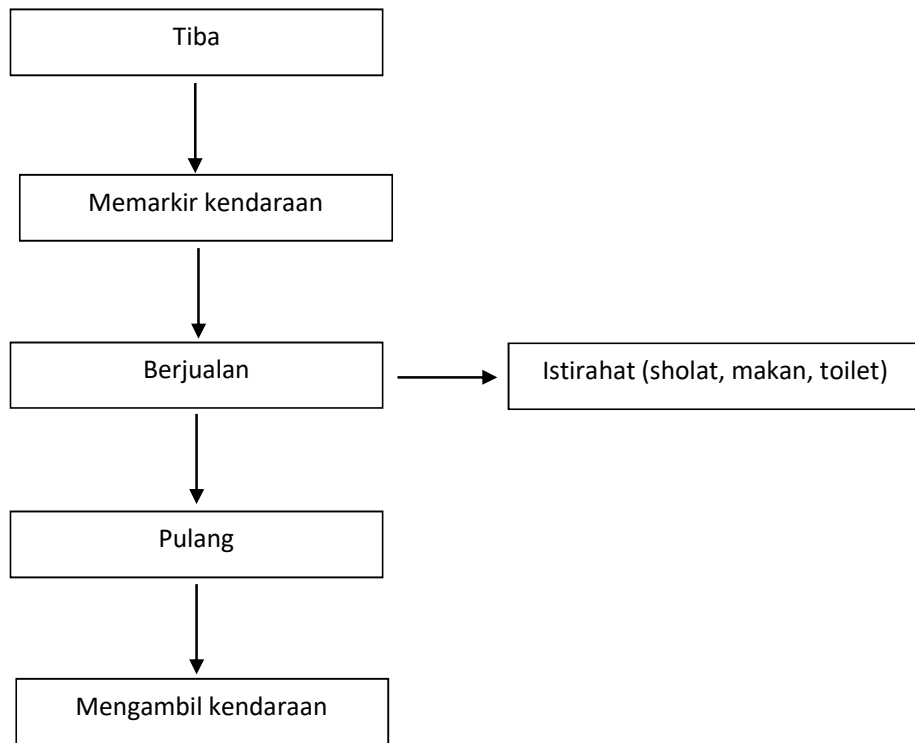 Tiba
Memarkir kendaraan
Berjualan
Istirahat (sholat, makan, toilet)
Pulang
Mengambil kendaraan